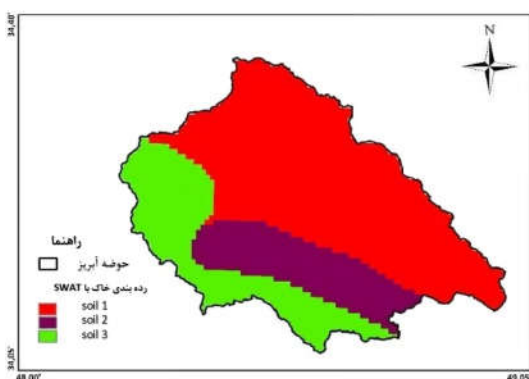 34,40°
N
راهنما
حوضه آبریز
رده بندی خاک با SWAT
soil 1
soil 2
soil 3
34,05°
48,00°
49,05°